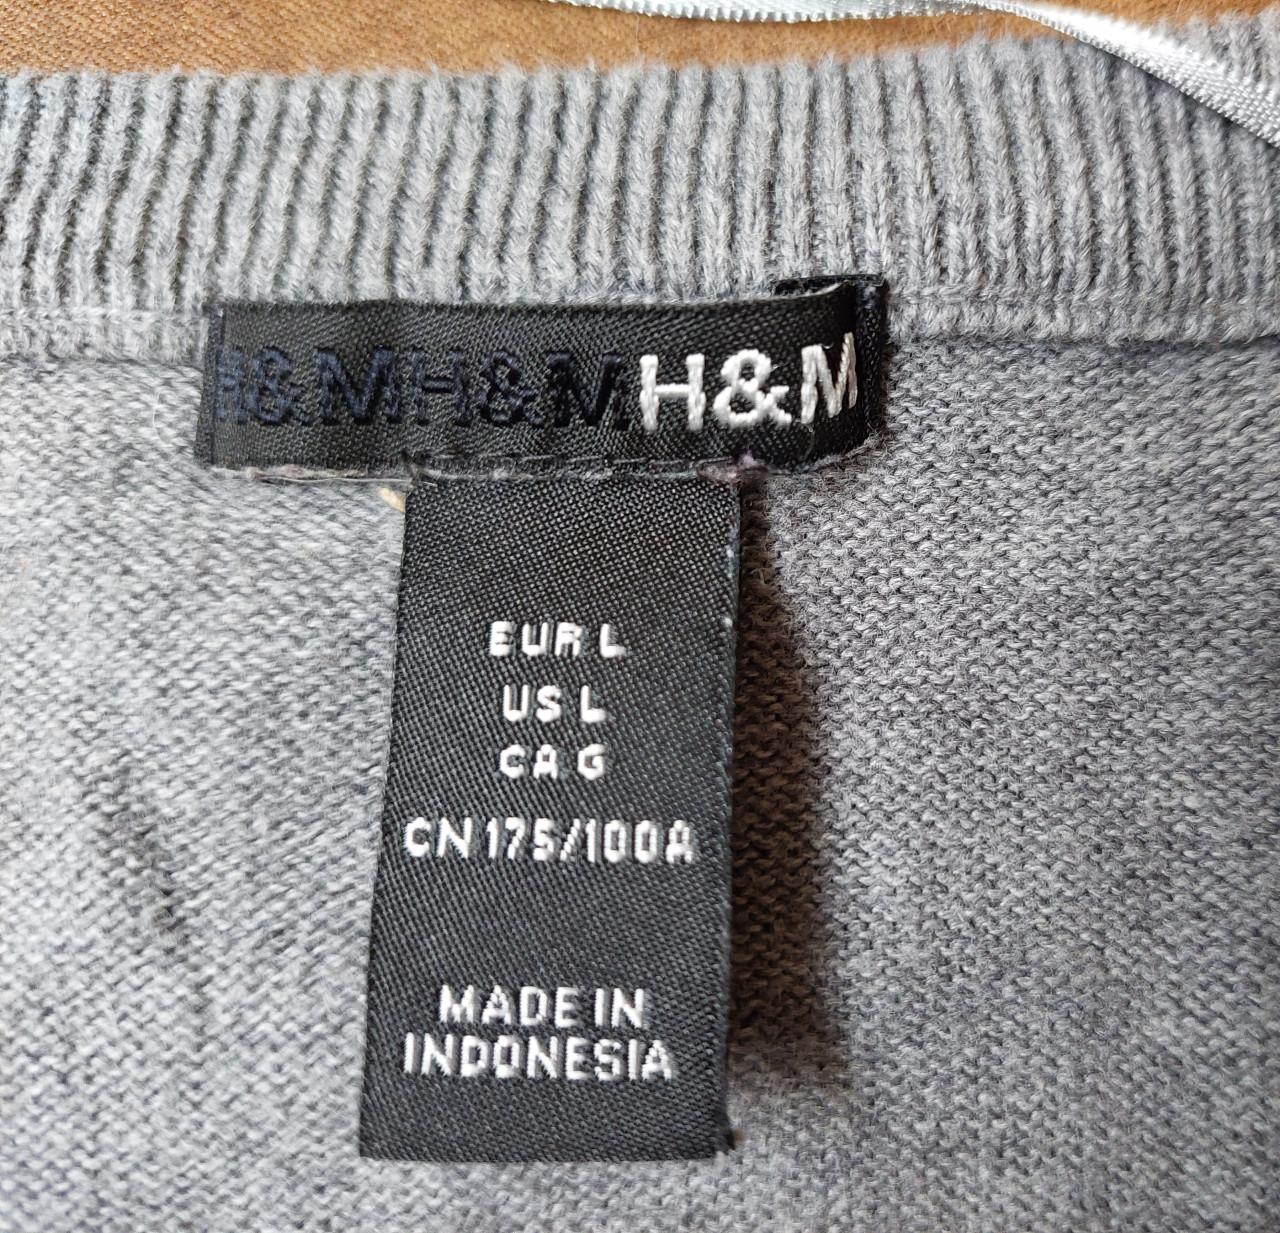 H&MH&MH&M
EUR L
US L
CA G
CN 175/100A
MADE IN
INDONESIA